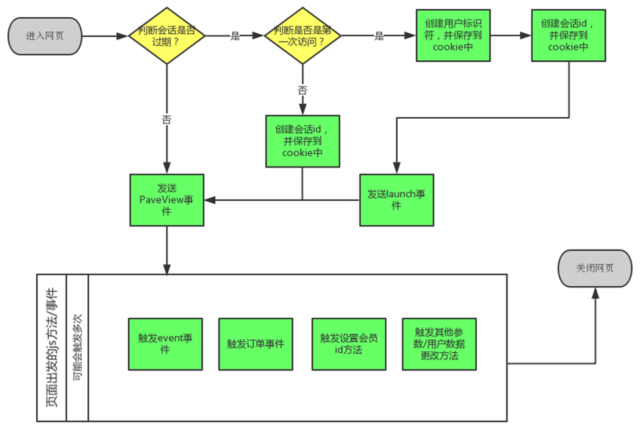 进入网页
判断会话是否
过期？
是
判断是否是第
一次访问？
是
创建用户标识
符，并保存到
cookie中
创建会话id，
并保存到
cookie中
否
否
创建会话id，
并保存到
cookie中
发送
PaveView事
件
发送launch事
件
关闭网页
页面出发的js方法/事件
可能会触发多次
触发event事
件
触发订单事件
触发设置会员
id方法
触发其他参
数/用户数据
更改方法